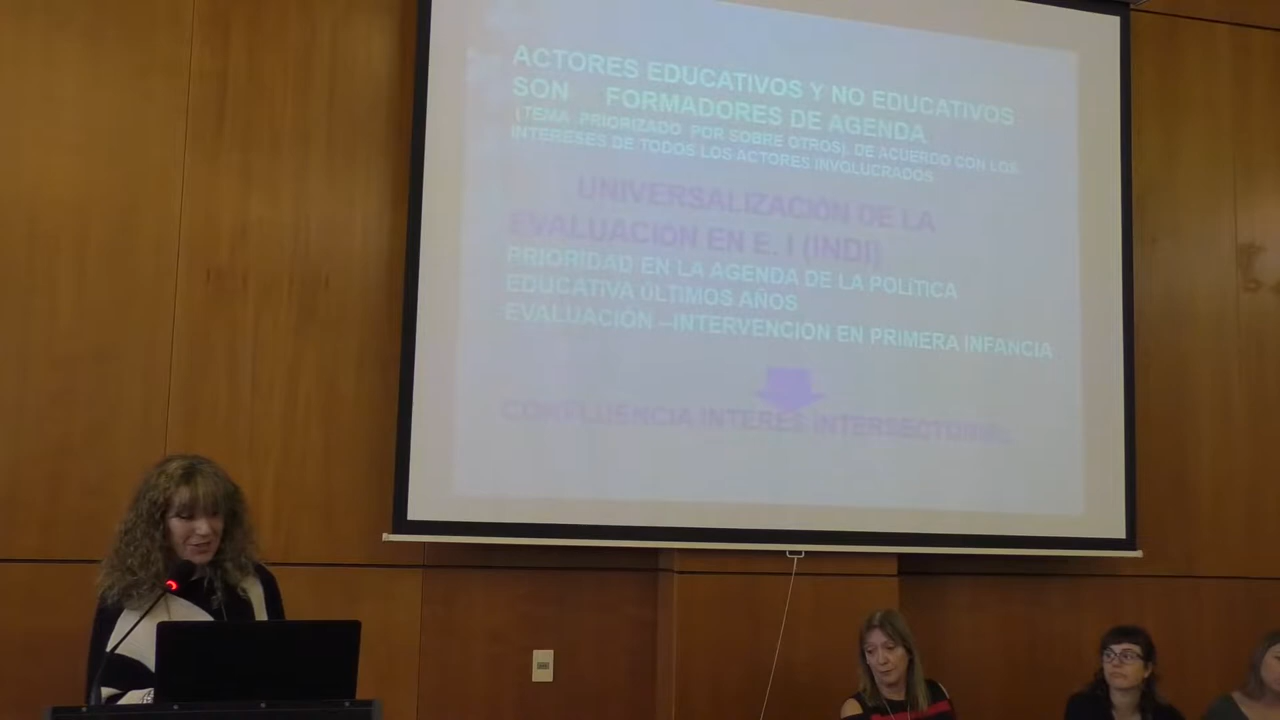 ACTORES EDUCATIVOS Y NO EDUCATIVOS
SON FORMADORES DE AGENDA
(TEMA PRIORIZADO POR SOBRE OTROS). DE ACUERDO CON LOS
INTERESES DE TODOS LOS ACTORES INVOLUCRADOS
UNIVERSALIZACIÓN DE LA
EVALUACIÓN EN E. I (INDI)
PRIORIDAD EN LA AGENDA DE LA POLÍTICA
EDUCATIVA ÚLTIMOS AÑOS
EVALUACIÓN –INTERVENCIÓN EN PRIMERA INFANCIA
CONFLUENCIA INTERES INTERSECTORIAL